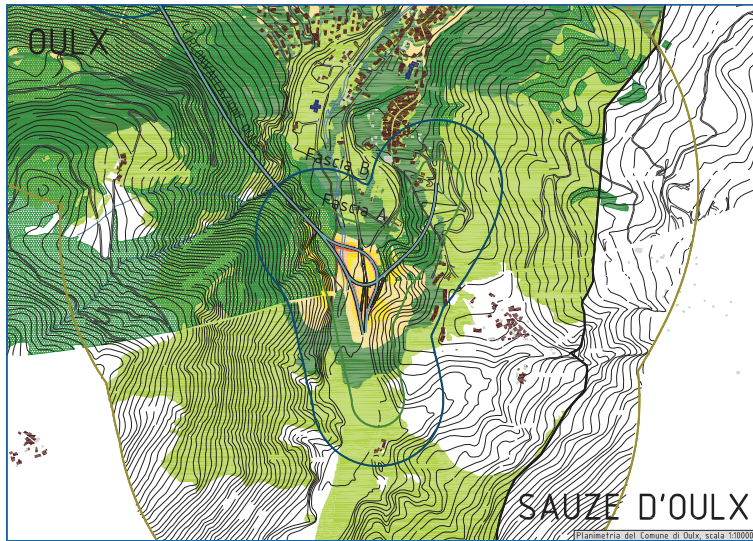 OULX
Fascia B
Fascia A
SAUZE D'OULX
Planimetria del Comune di Oulx, scala 1:10000